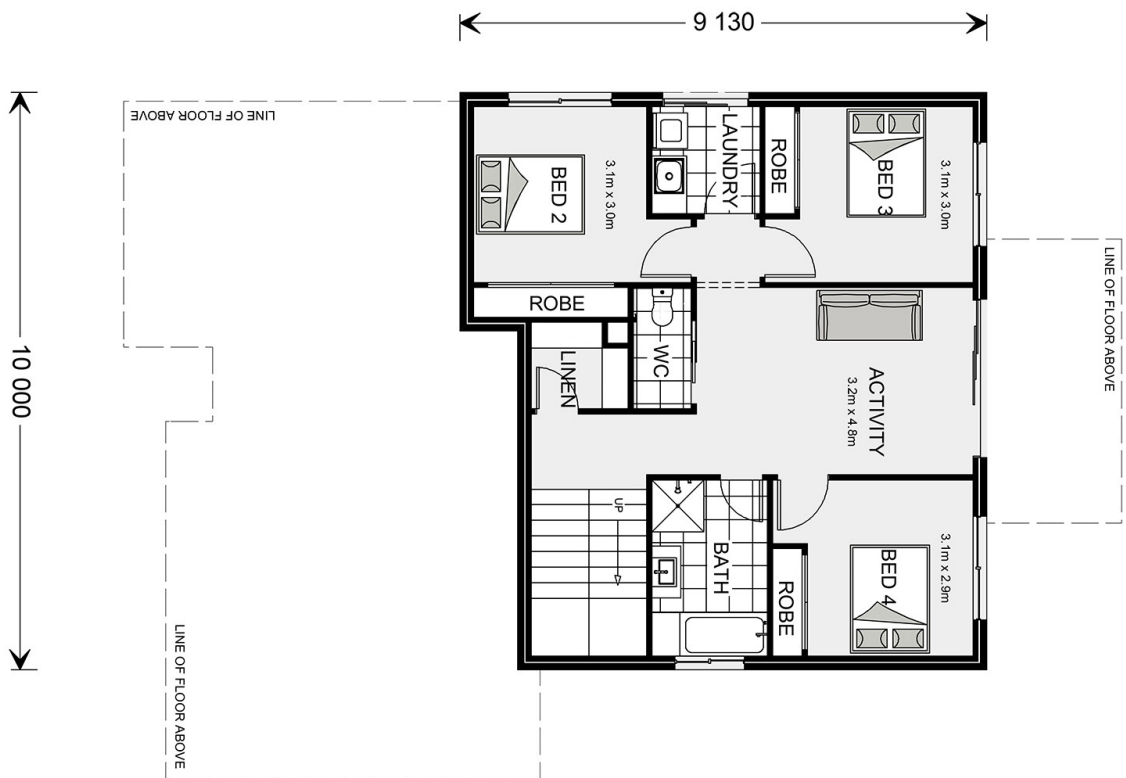 9 130
10 000
LINE OF FLOOR ABOVE
BED 2
3.1m x 3.0m
LAUNDRY
ROBE
BED 3
3.1m x 3.0m
LINE OF FLOOR ABOVE
ROBE
WC
LINEN
ACTIVITY
3.2m x 4.8m
UP
BATH
ROBE
BED 4
3.1m x 2.9m
LINE OF FLOOR ABOVE